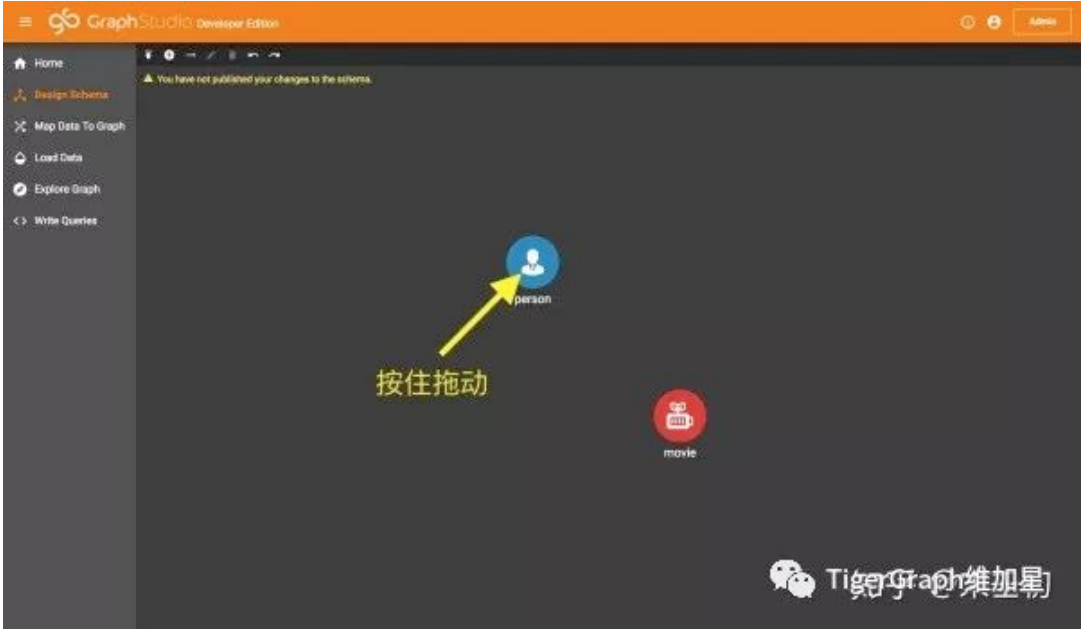 GraphStudio Developer Edition
Admin
Home
Design Schema
Map Data To Graph
Load Data
Explore Graph
Write Queries
You have not published your changes to the schema.
person
按住拖动
movie
TigerGraph维加星